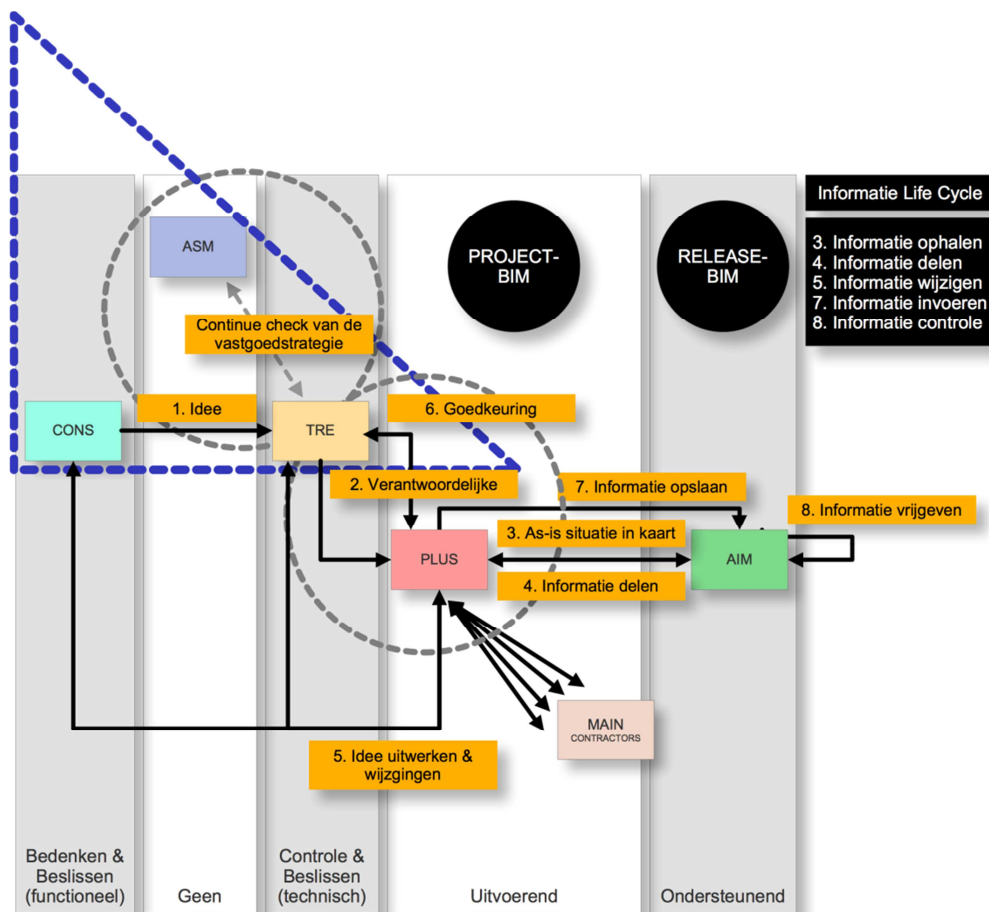 Informatie Life Cycle
3. Informatie ophalen
4. Informatie delen
5. Informatie wijzigen
7. Informatie invoeren
8. Informatie controle
PROJECT-
BIM
RELEASE-
BIM
ASM
Continue check van de
vastgoedstrategie
CONS
1. Idee
TRE
6. Goedkeuring
2. Verantwoordelijke
7. Informatie opslaan
8. Informatie vrijgeven
PLUS
3. As-is situatie in kaart
AIM
4. Informatie delen
MAIN
CONTRACTORS
5. Idee uitwerken &
wijzgingen
Bedenken &
Beslissen
(functioneel)
Geen
Controle &
Beslissen
(technisch)
Uitvoerend
Ondersteunend